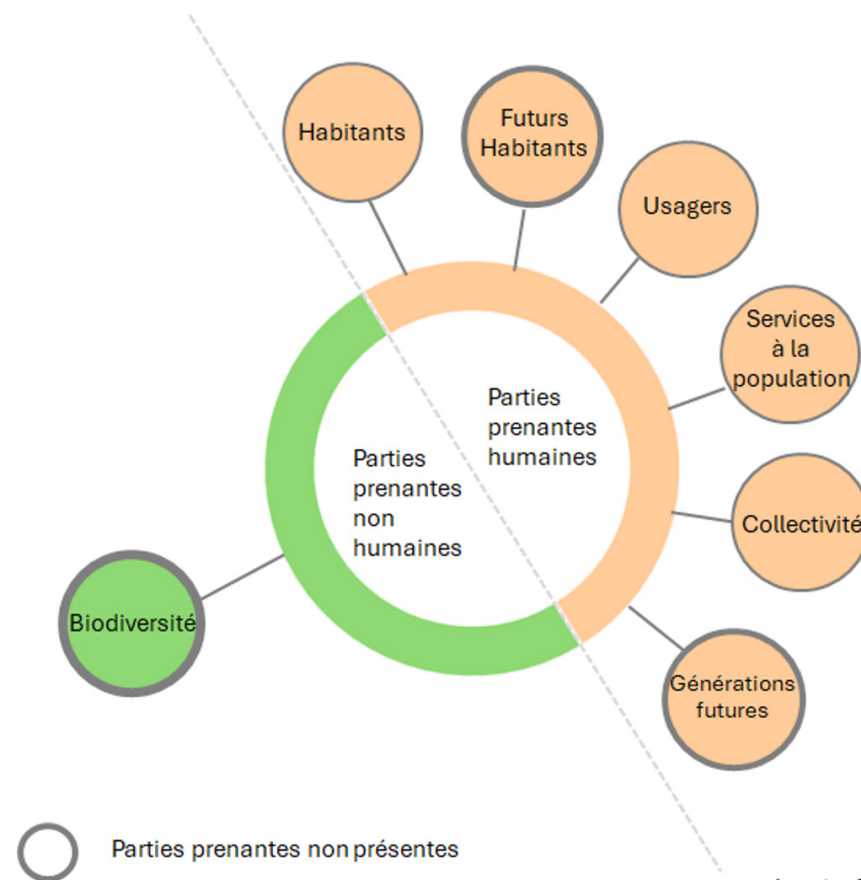 Habitants
Futurs
Habitants
Usagers
Services
à la
population
Parties
prenantes
humaines
Parties
prenantes
non
humaines
Collectivité
Biodiversité
Générations
futures
Parties prenantes non présentes